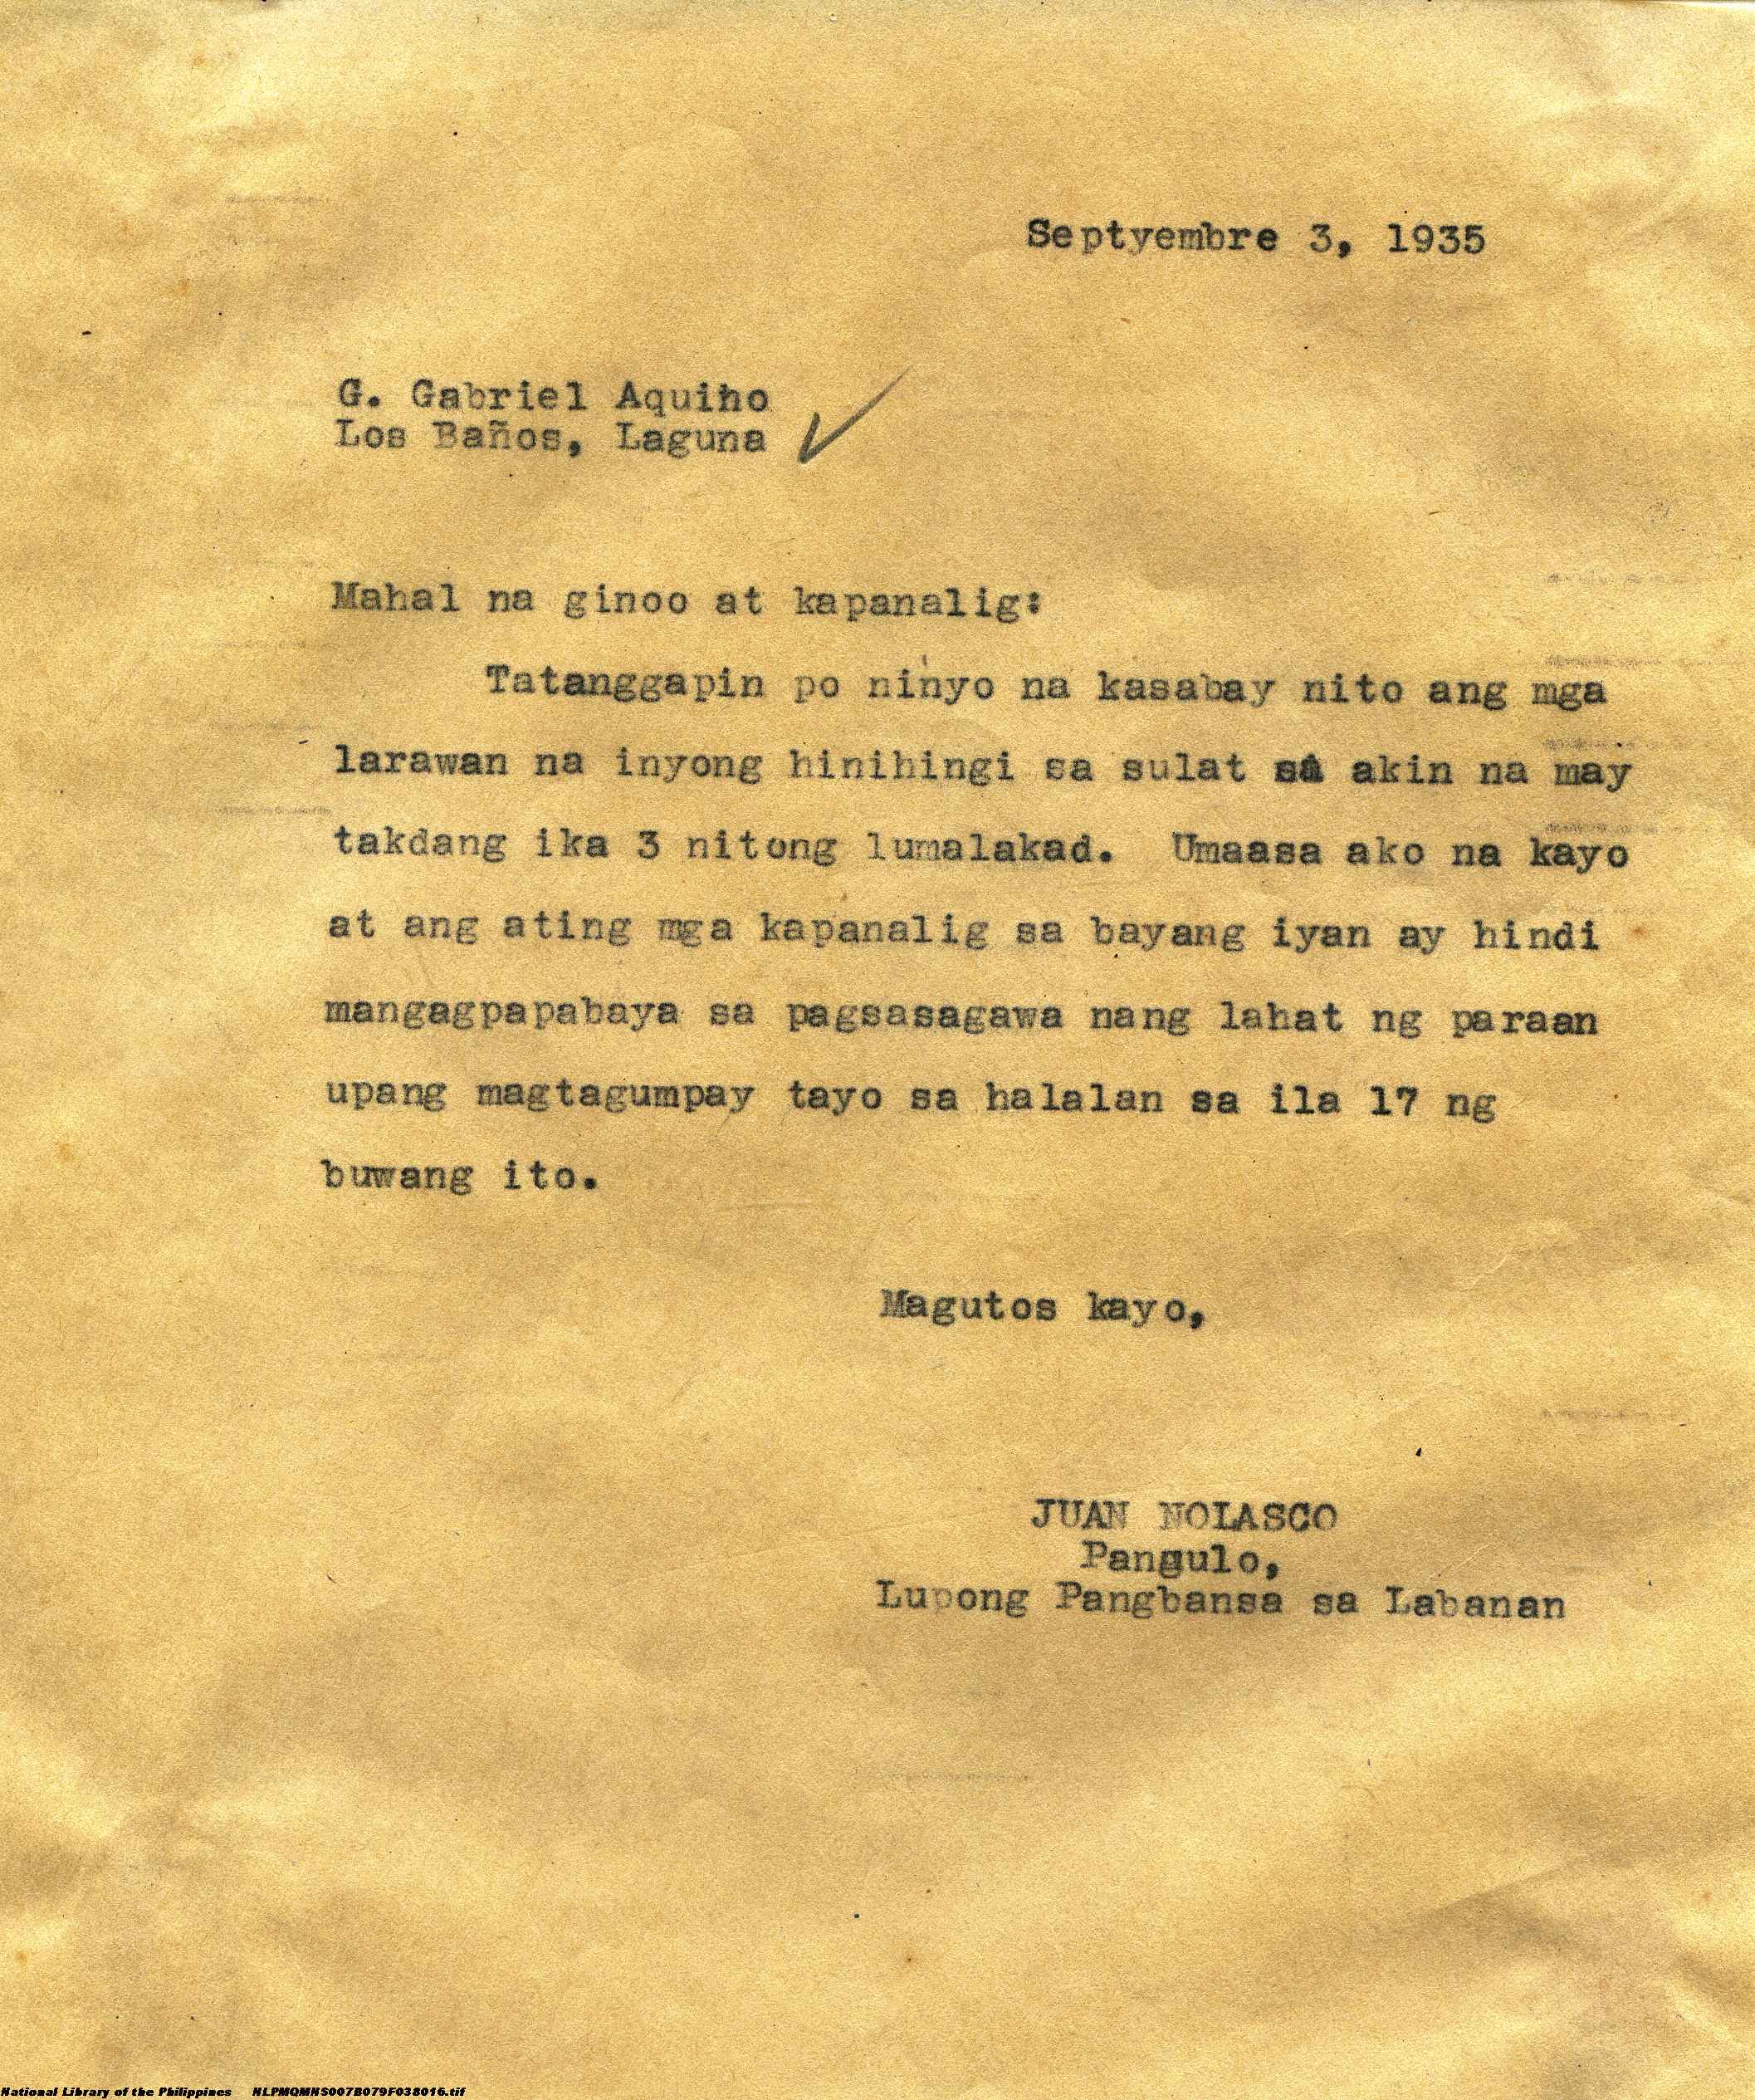 Septyembre 3, 1935
G. Gabriel Aquino
Los Baños, Laguna
Mahal na ginoo at kapanalig:
Tatanggapin po ninyo na kasabay nito ang mga
larawan na inyong hinihingi sa sulat sa akin na may
takdang ika 3 nitong lumalakad. Umaasa ako na kayo
at ang ating mga kapanalig sa bayang iyan ay hindi
mangagpapabaya sa pagsasagawa nang lahat ng paraan
upang magtagumpay tayo sa halalan sa ila 17 ng
buwang ito.
Magutos kayo,
JUAN NOLASCO
Pangulo,
Lupong Pangbansa sa Labanan
National Library of the Philippines NLPMQMNS007B079F038016.tif